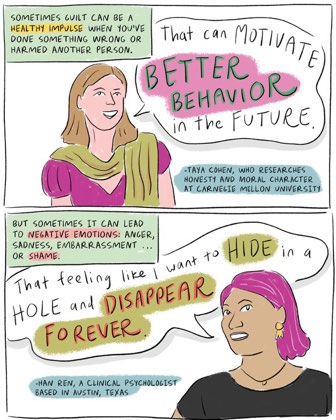 SOMETIMES GUILT CAN BE A
HEALTHY IMPULSE WHEN YOU'VE
DONE SOMETHING WRONG OR
HARMED ANOTHER PERSON.
That can MOTIVATE
BETTER
BEHAVIOR
in the FUTURE.
-TAYA COHEN, WHO RESEARCHES
HONESTY AND MORAL CHARACTER
AT CARNEGIE MELLON UNIVERSITY
BUT SOMETIMES IT CAN LEAD
TO NEGATIVE EMOTIONS: ANGER,
SADNESS, EMBARRASSMENT ...
OR SHAME.
That feeling like I want to HIDE in a
HOLE and DISAPPEAR
FOREVER.
-HAN REN, A CLINICAL PSYCHOLOGIST
BASED IN AUSTIN, TEXAS